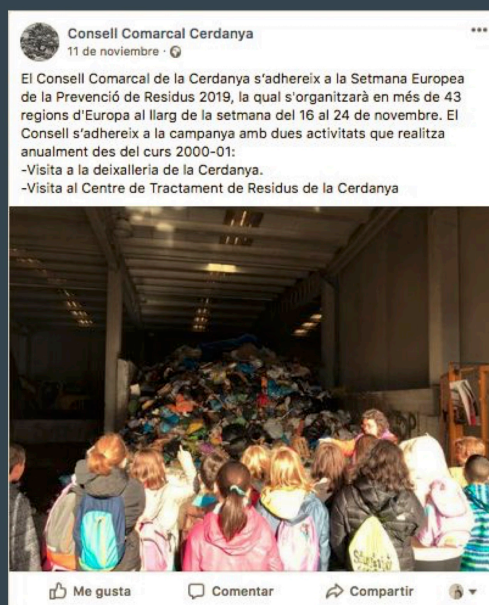 Consell Comarcal Cerdanya
11 de noviembre ·
El Consell Comarcal de la Cerdanya s'adhereix a la Setmana Europea
de la Prevenció de Residus 2019, la qual s'organitzarà en més de 43
regions d'Europa al llarg de la setmana del 16 al 24 de novembre. El
Consell s'adhereix a la campanya amb dues activitats que realitza
anualment des del curs 2000-01:
-Visita a la deixalleria de la Cerdanya.
-Visita al Centre de Tractament de Residus de la Cerdanya
Me gusta
Comentar
Compartir